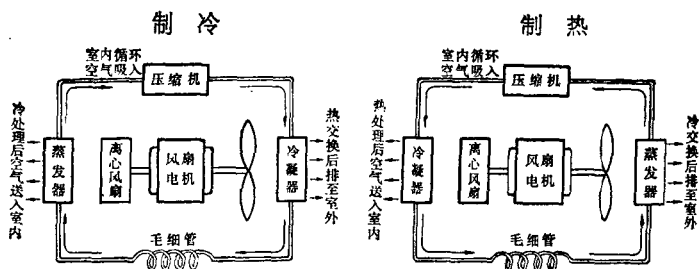 制冷
室内循环
空气吸入
压缩机
冷处理后空气送入室内
蒸发器
离心风扇
风扇
电机
冷凝器
热交换后排至室外
毛细管
制热
室内循环
空气吸入
压缩机
热处理后空气送入室内
冷凝器
离心风扇
风扇
电机
蒸发器
冷交换后排至室外
毛细管